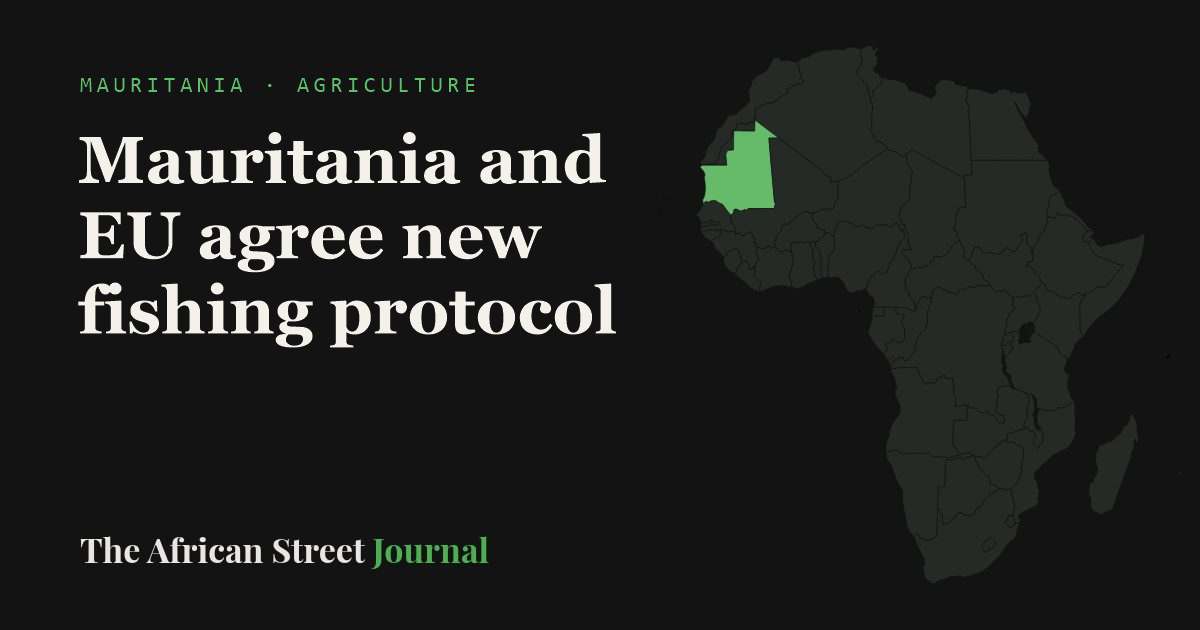 MAURITANIA · AGRICULTURE
Mauritania and
EU agree new
fishing protocol
The African Street Journal